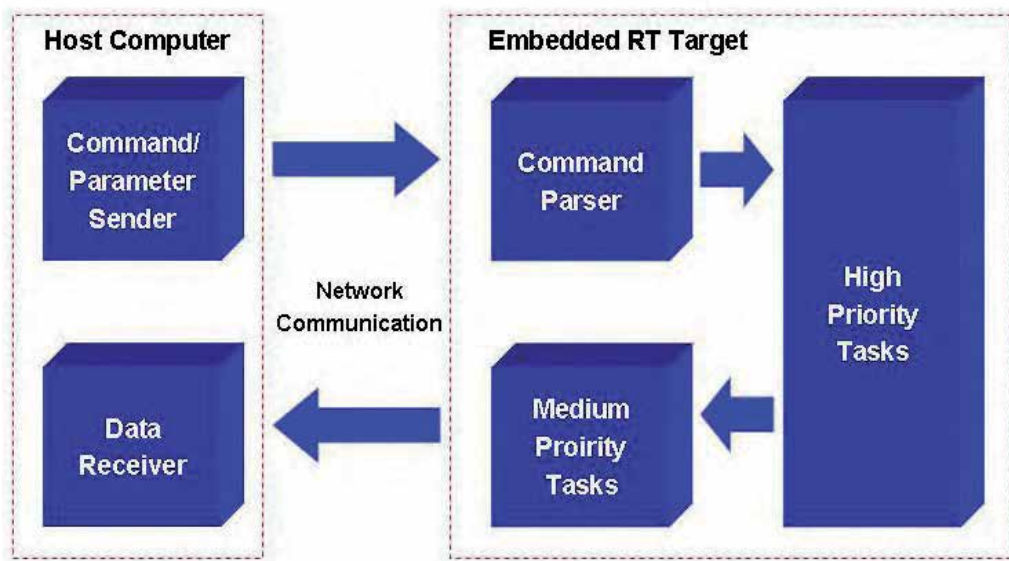 Host Computer
Embedded RT Target
Command/
Parameter
Sender
Command
Parser
High
Priority
Tasks
Network
Communication
Data
Receiver
Medium
Proirity
Tasks